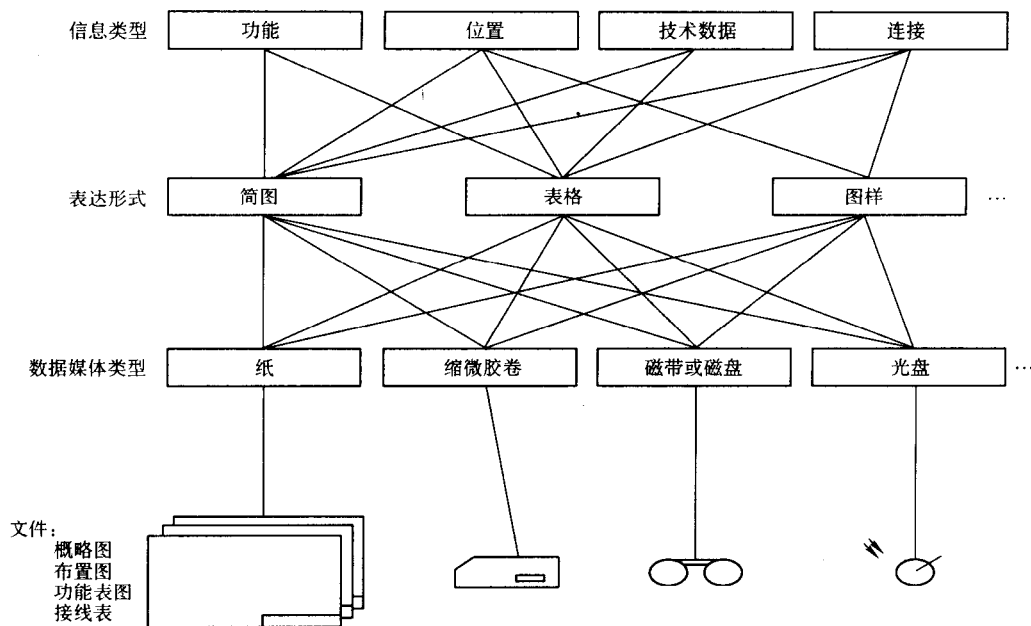 信息类型 功能 位置 技术数据 连接
表达形式 简图 表格 图样 …
数据媒体类型 纸 缩微胶卷 磁带或磁盘 光盘 …
文件：
概略图
布置图
功能表图
接线表